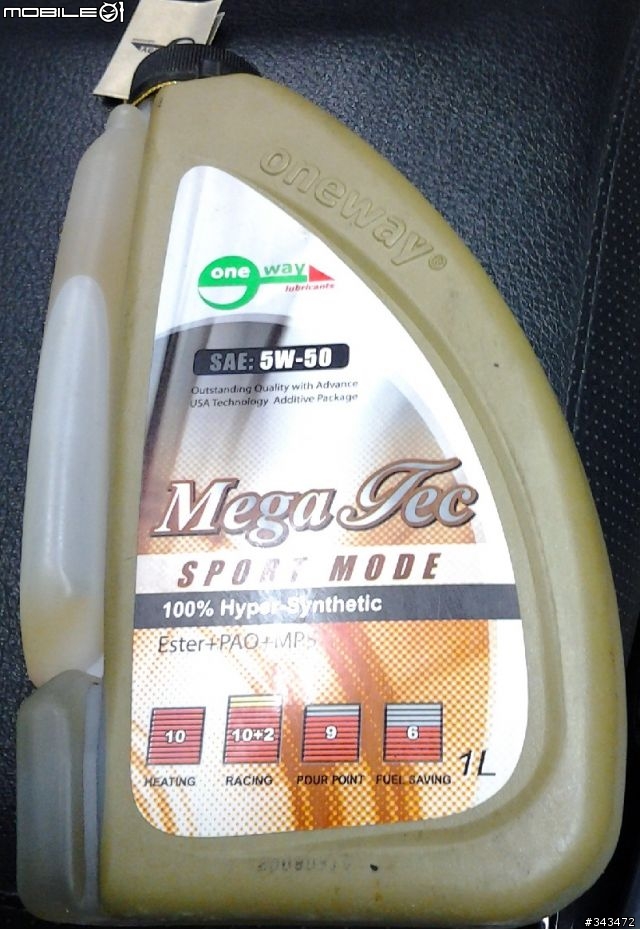 MOBILE01
oneway®
one way
lubricants
SAE: 5W-50
Outstanding Quality with Advance
USA Technology Additive Package
Mega Tec
SPORT MODE
100% Hyper-Synthetic
Ester+PAO+MPS
10 10+2 9 6
HEATING RACING POUR POINT FUEL SAVING
1L
#343472